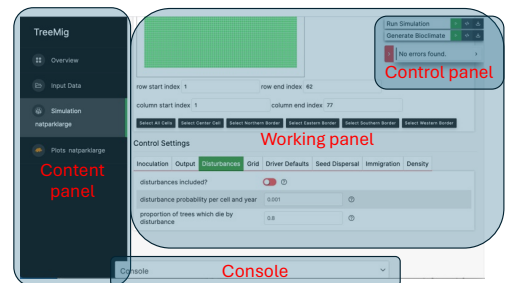 TreeMig
Overview
Input Data
Simulation
natparklarge
Plots natparklarge
Content
panel
row start index 1 row end index 62
column start index 1 column end index 77
Select All Cells Select Center Cell Select Northern Border Select Eastern Border Select Southern Border Select Western Border
Working panel
Control Settings
Inoculation Output Disturbances Grid Driver Defaults Seed Dispersal Immigration Density
disturbances included?
disturbance probability per cell and year 0.001
proportion of trees which die by
disturbance 0.6
Run Simulation
Generate Bioclimate
No errors found.
Control panel
Console
Console